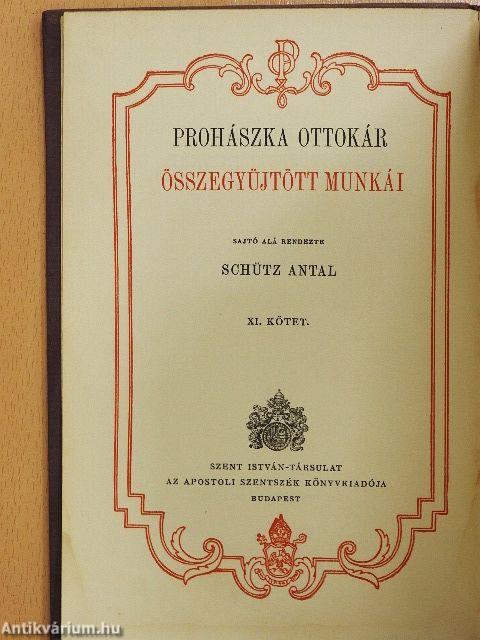 PROHÁSZKA OTTOKÁR
ÖSSZEGYÜJTÖTT MUNKÁI
SAJTÓ ALÁ RENDEZTE
SCHÜTZ ANTAL
XI. KÖTET.
SZENT ISTVÁN-TÁRSULAT
AZ APOSTOLI SZENTSZÉK KÖNYVKIADÓJA
BUDAPEST
Antikvárium.hu